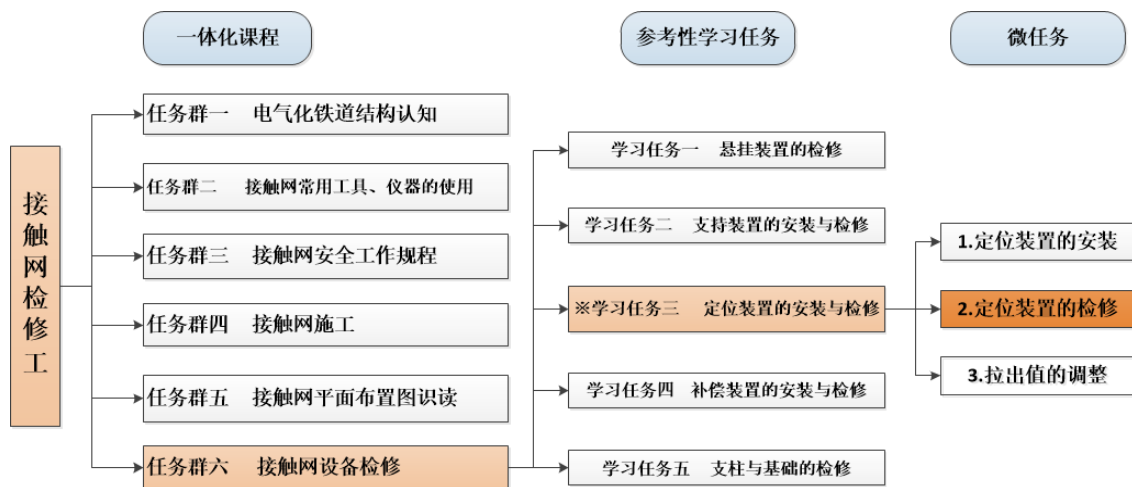 一体化课程
参考性学习任务
微任务
接触网检修工
任务群一 电气化铁道结构认知
任务群二 接触网常用工具、仪器的使用
任务群三 接触网安全工作规程
任务群四 接触网施工
任务群五 接触网平面布置图识读
任务群六 接触网设备检修
学习任务一 悬挂装置的检修
学习任务二 支持装置的安装与检修
※学习任务三 定位装置的安装与检修
学习任务四 补偿装置的安装与检修
学习任务五 支柱与基础的检修
1.定位装置的安装
2.定位装置的检修
3.拉出值的调整